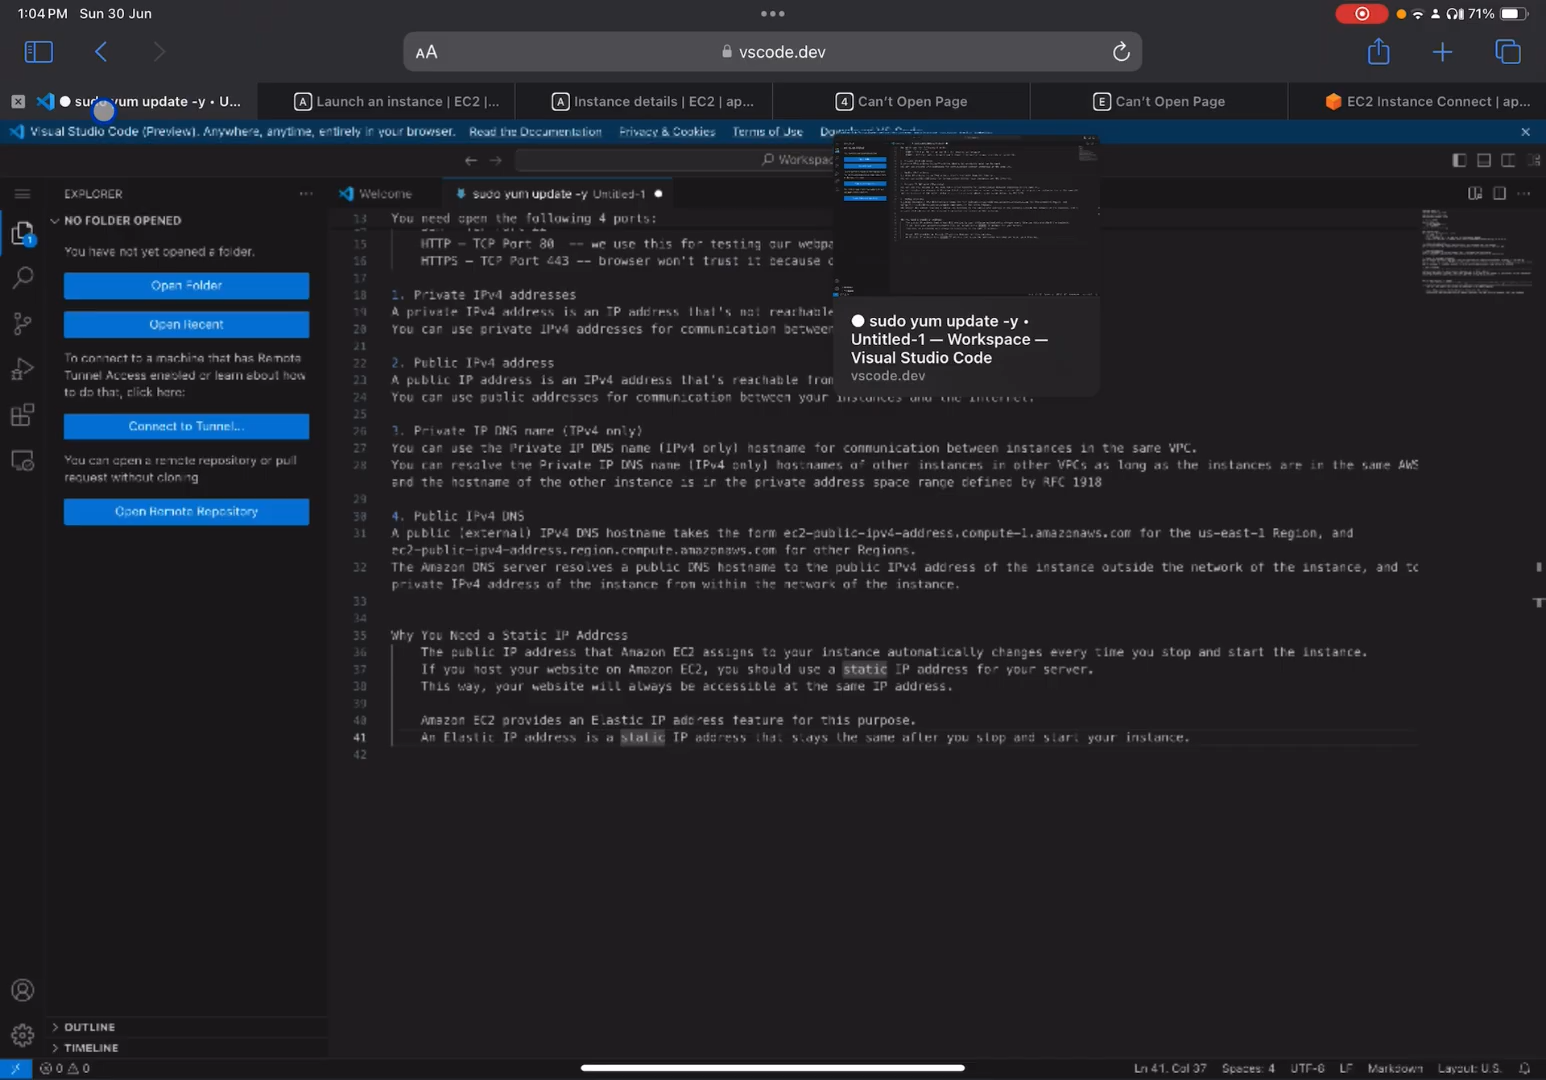 1:04 PM Sun 30 Jun
71%
AA
vscode.dev
sudo yum update -y • U...
Launch an instance | EC2 |...
Instance details | EC2 | ap...
Can't Open Page
Can't Open Page
EC2 Instance Connect | ap...
Visual Studio Code (Preview). Anywhere, anytime, entirely in your browser. Read the Documentation Privacy & Cookies Terms of Use
Workspac
EXPLORER
Welcome
sudo yum update -y Untitled-1
NO FOLDER OPENED
You have not yet opened a folder.
Open Folder
Open Recent
To connect to a machine that has Remote
Tunnel Access enabled or learn about how
to do that, click here:
Connect to Tunnel...
You can open a remote repository or pull
request without cloning
Open Remote Repository
OUTLINE
TIMELINE
13 You need open the following 4 ports:
15 HTTP – TCP Port 80 -- we use this for testing our webpa
16 HTTPS – TCP Port 443 -- browser won't trust it because
17
18 1. Private IPv4 addresses
19 A private IPv4 address is an IP address that's not reachable
20 You can use private IPv4 addresses for communication between
21
22 2. Public IPv4 address
23 A public IP address is an IPv4 address that's reachable from
24 You can use public addresses for communication between your instances and the internet.
25
26 3. Private IP DNS name (IPv4 only)
27 You can use the Private IP DNS name (IPv4 only) hostname for communication between instances in the same VPC.
28 You can resolve the Private IP DNS name (IPv4 only) hostnames of other instances in other VPCs as long as the instances are in the same AWS
and the hostname of the other instance is in the private address space range defined by RFC 1918
29
30 4. Public IPv4 DNS
31 A public (external) IPv4 DNS hostname takes the form ec2-public-ipv4-address.compute-1.amazonaws.com for the us-east-1 Region, and
ec2-public-ipv4-address.region.compute.amazonaws.com for other Regions.
32 The Amazon DNS server resolves a public DNS hostname to the public IPv4 address of the instance outside the network of the instance, and to
private IPv4 address of the instance from within the network of the instance.
33
34
35 Why You Need a Static IP Address
36 The public IP address that Amazon EC2 assigns to your instance automatically changes every time you stop and start the instance.
37 If you host your website on Amazon EC2, you should use a static IP address for your server.
38 This way, your website will always be accessible at the same IP address.
39
40 Amazon EC2 provides an Elastic IP address feature for this purpose.
41 An Elastic IP address is a static IP address that stays the same after you stop and start your instance.
42
sudo yum update -y •
Untitled-1 — Workspace —
Visual Studio Code
vscode.dev
0 0
Ln 41, Col 37 Spaces: 4 UTF-8 LF Markdown Layout: U.S.